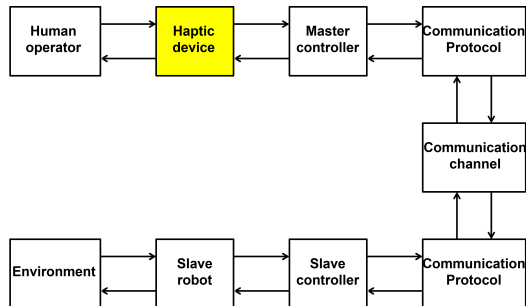 Human
operator
Haptic
device
Master
controller
Communication
Protocol
Communication
channel
Environment
Slave
robot
Slave
controller
Communication
Protocol